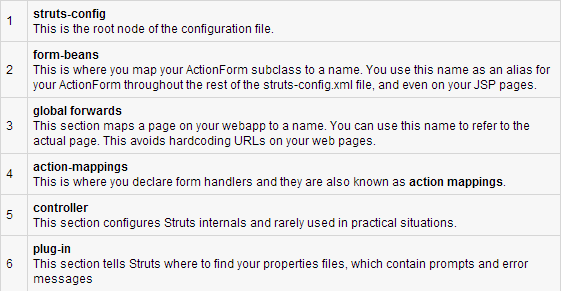 1
struts-config
This is the root node of the configuration file.
2
form-beans
This is where you map your ActionForm subclass to a name. You use this name as an alias for
your ActionForm throughout the rest of the struts-config.xml file, and even on your JSP pages.
3
global forwards
This section maps a page on your webapp to a name. You can use this name to refer to the
actual page. This avoids hardcoding URLs on your web pages.
4
action-mappings
This is where you declare form handlers and they are also known as action mappings.
5
controller
This section configures Struts internals and rarely used in practical situations.
6
plug-in
This section tells Struts where to find your properties files, which contain prompts and error
messages